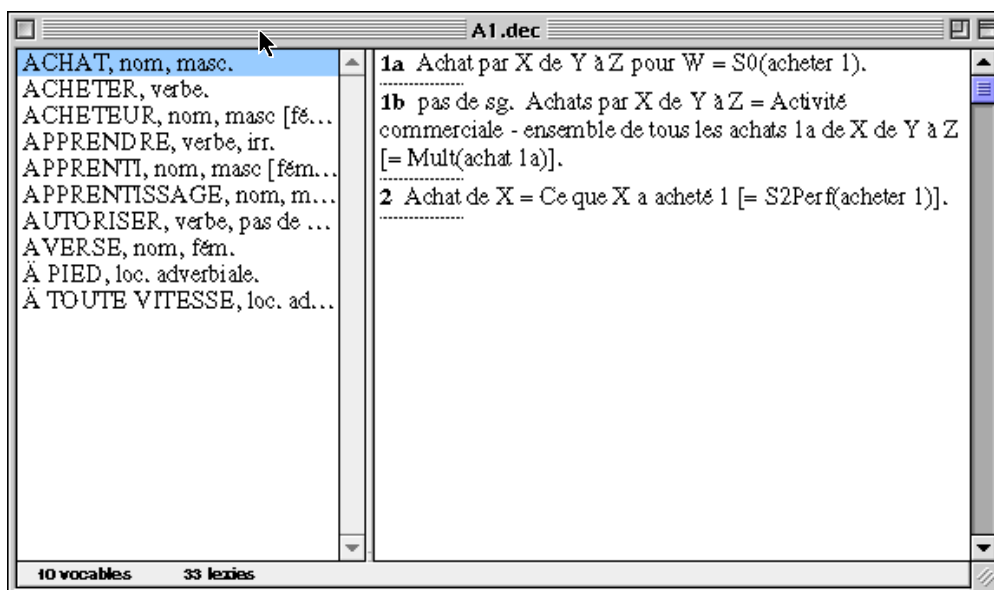 A1.dec
ACHAT, nom, masc.
ACHETER, verbe.
ACHETEUR, nom, masc [fé...
APPRENDRE, verbe, irr.
APPRENTI, nom, masc [fém...
APPRENTISSAGE, nom, m...
AUTORISER, verbe, pas de ...
AVERSE, nom, fém.
Ä PIED, loc. adverbiale.
Ä TOUTE VITESSE, loc. ad...
1a Achat par X de Y à Z pour W = S0(acheter 1).
1b pas de sg. Achats par X de Y à Z = Activité
commerciale - ensemble de tous les achats 1a de X de Y à Z
[= Mult(achat 1a)].
2 Achat de X = Ce que X a acheté 1 [= S2Perf(acheter 1)].
10 vocables 33 lexies